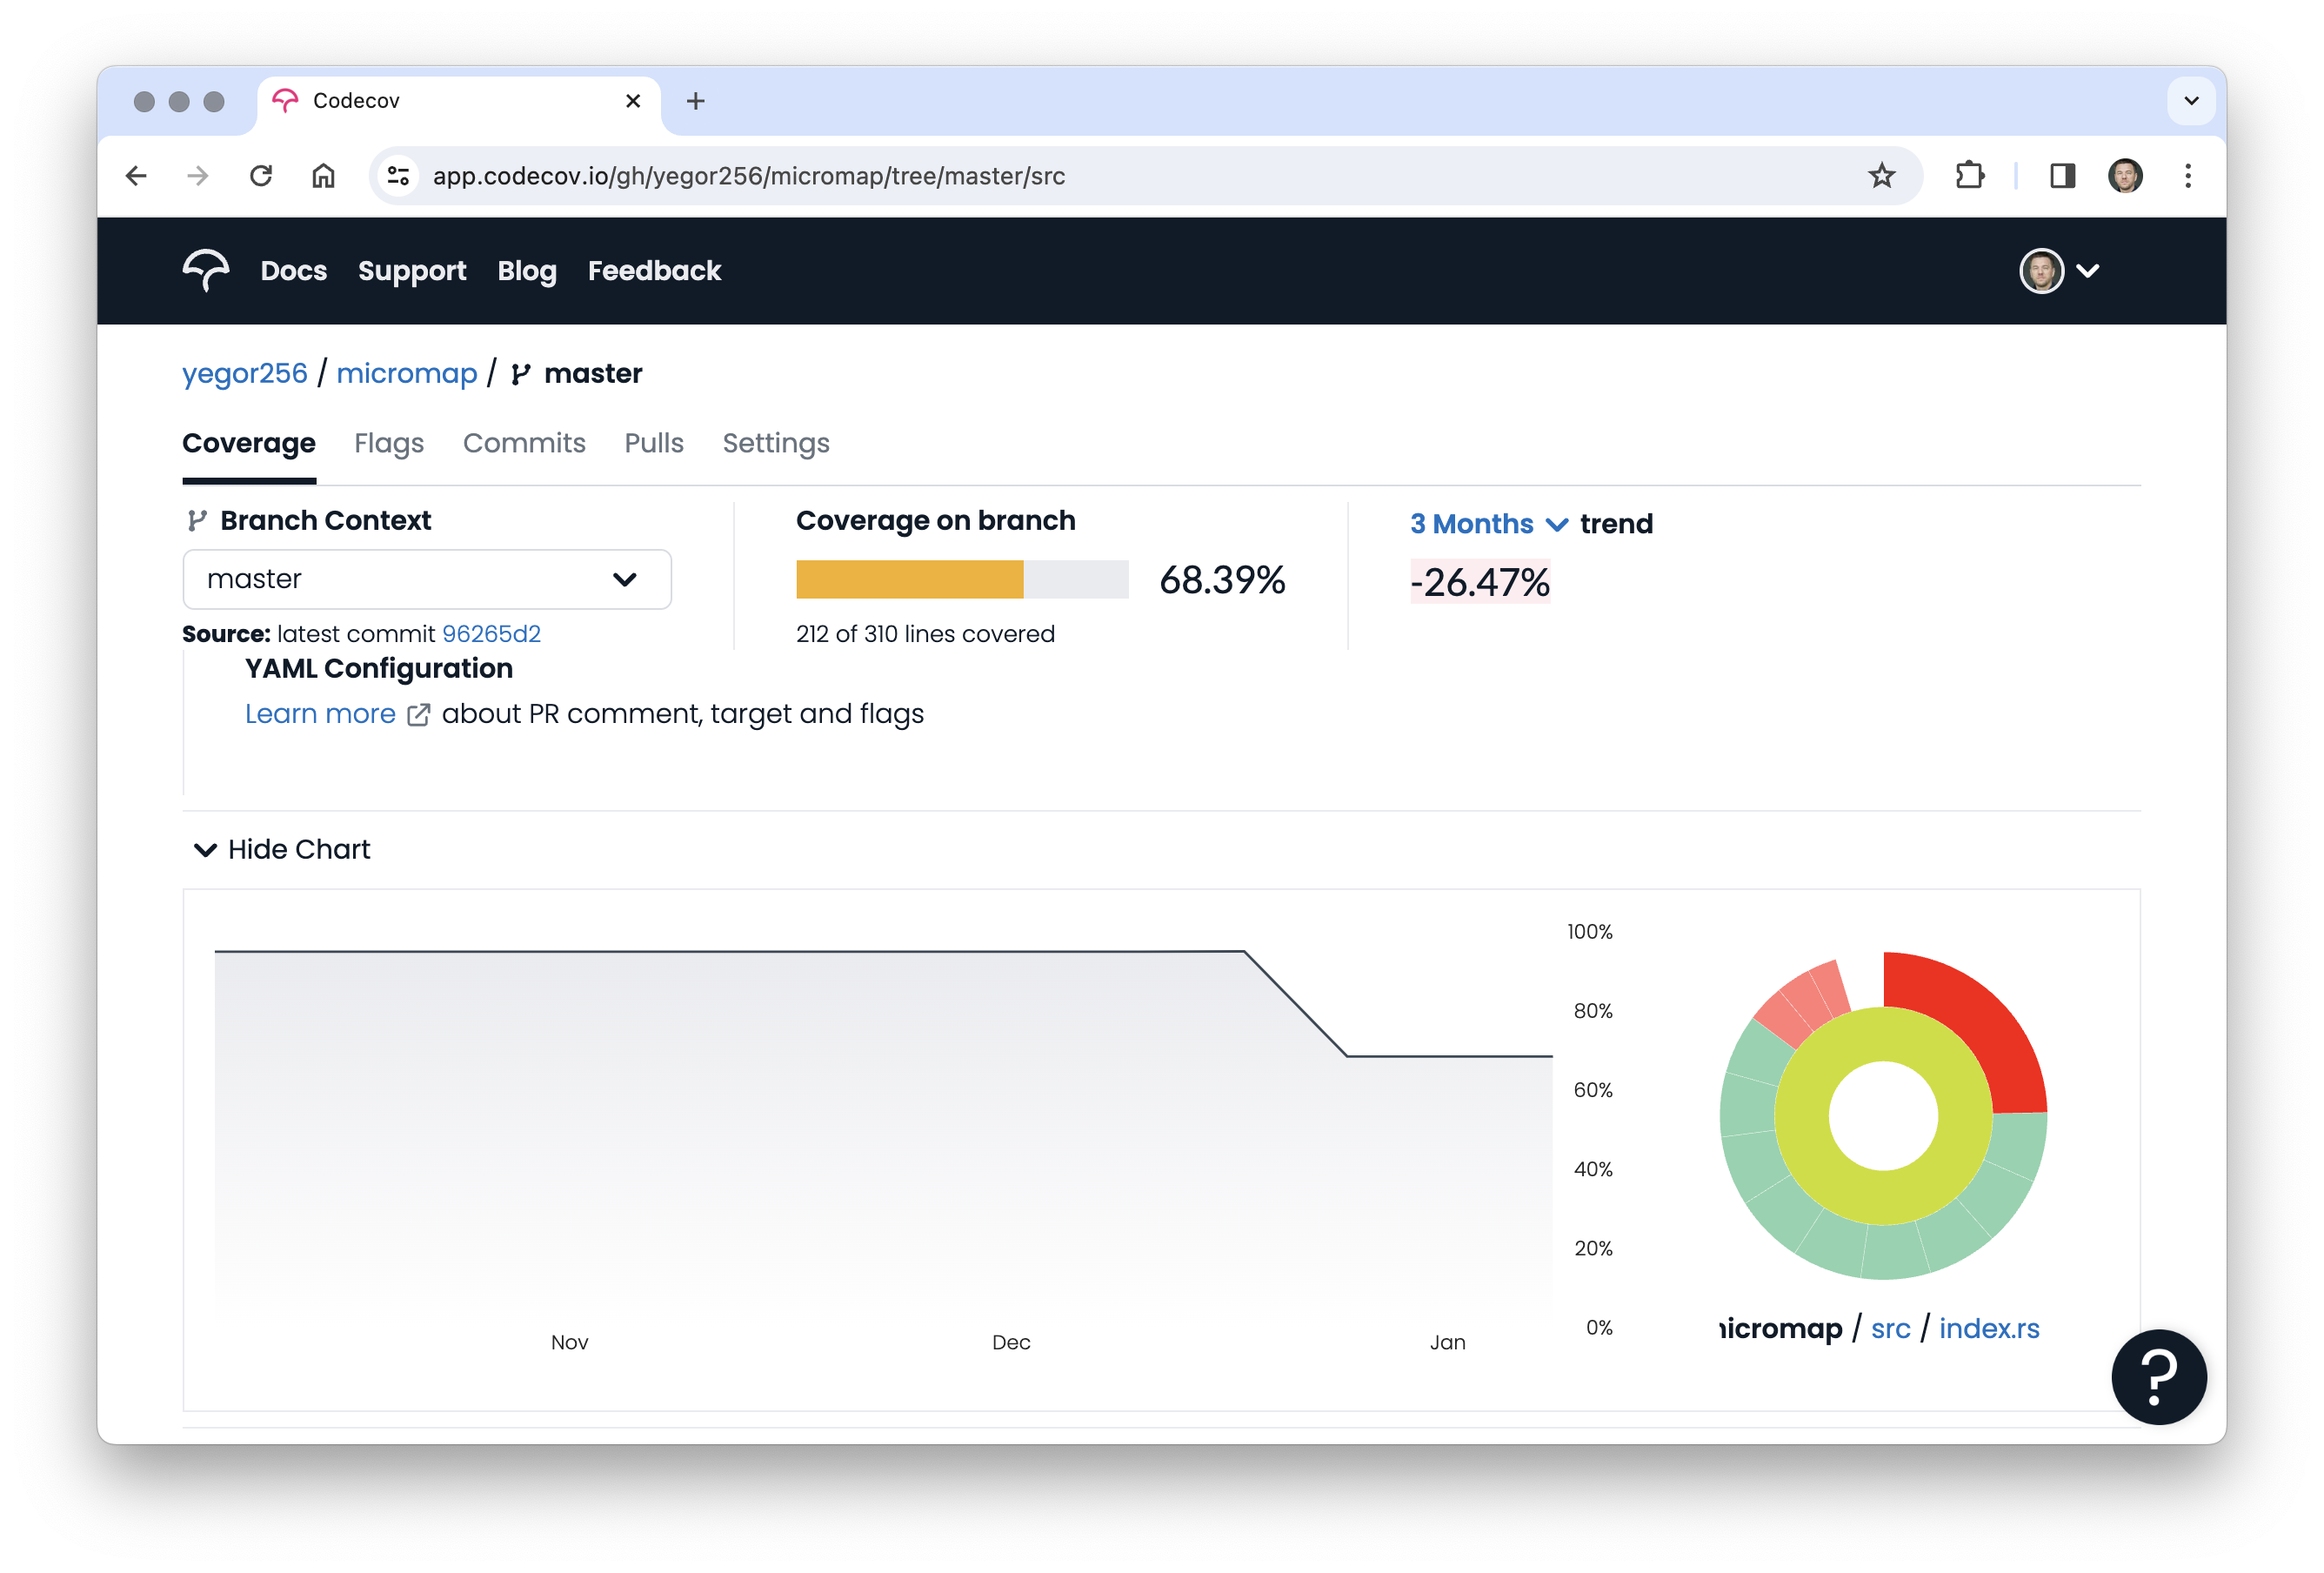 Codecov
app.codecov.io/gh/yegor256/micromap/tree/master/src
Docs Support Blog Feedback
yegor256 / micromap / master
Coverage Flags Commits Pulls Settings
Branch Context
master
Source: latest commit 96265d2
Coverage on branch
68.39%
212 of 310 lines covered
3 Months trend
-26.47%
YAML Configuration
Learn more about PR comment, target and flags
Hide Chart
100%
80%
60%
40%
20%
0%
Nov Dec Jan
nicromap / src / index.rs
?